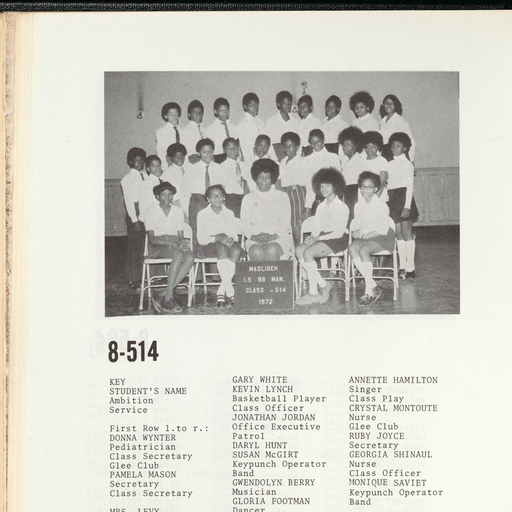 MADLIBEH
I.S 88 MAN.
CLASS -514
1972
8-514
KEY
STUDENT'S NAME
Ambition
Service
First Row l.to r.:
DONNA WYNTER
Pediatrician
Class Secretary
Glee Club
PAMELA MASON
Secretary
Class Secretary
MRS. LEVY
GARY WHITE
KEVIN LYNCH
Basketball Player
Class Officer
JONATHAN JORDAN
Office Executive
Patrol
DARYL HUNT
SUSAN McGIRT
Keypunch Operator
Band
GWENDOLYN BERRY
Musician
GLORIA FOOTMAN
Dancer
ANNETTE HAMILTON
Singer
Class Play
CRYSTAL MONTOUTE
Nurse
Glee Club
RUBY JOYCE
Secretary
GEORGIA SHINAUL
Nurse
Class Officer
MONIQUE SAVIET
Keypunch Operator
Band